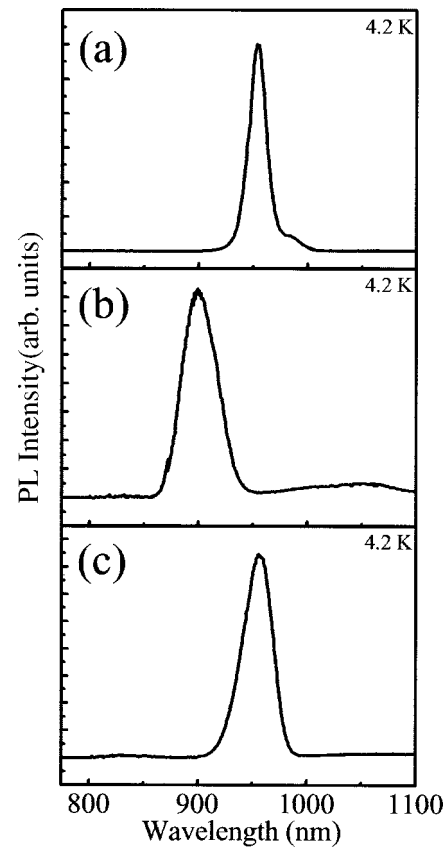 (a)
4.2 K
(b)
4.2 K
(c)
4.2 K
PL Intensity(arb. units)
800 900 1000 1100
Wavelength (nm)